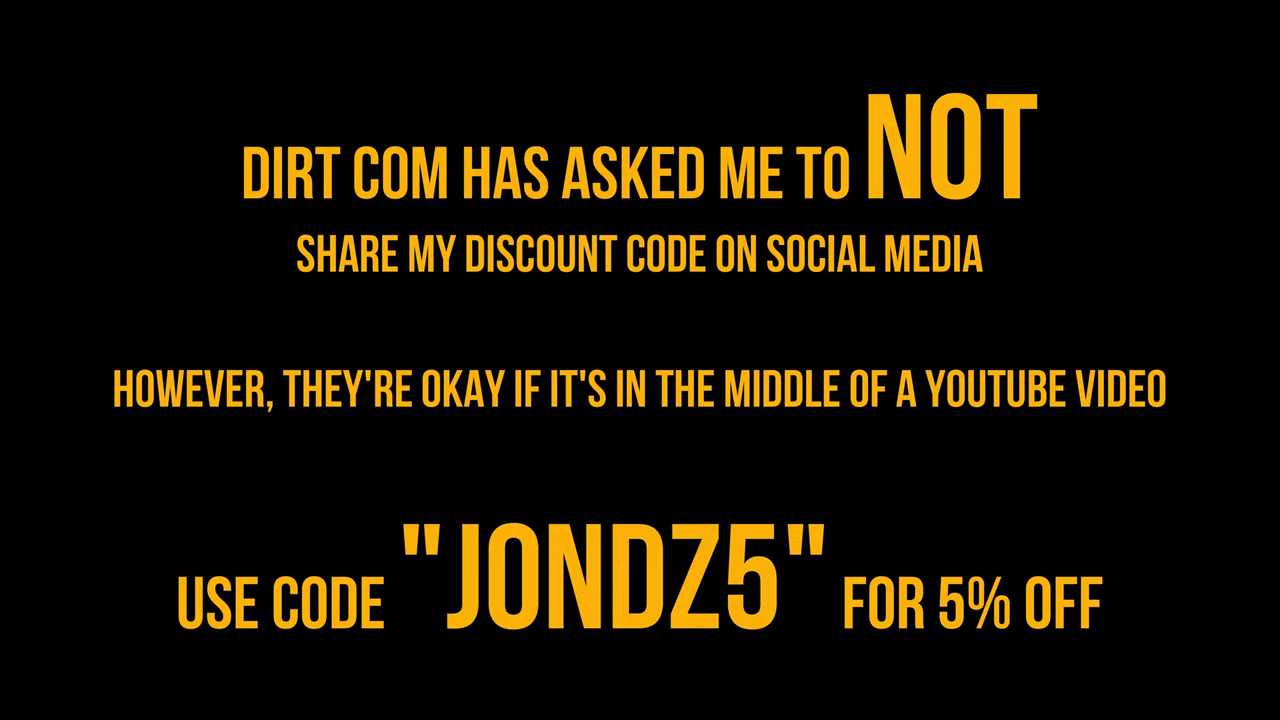 DIRT COM HAS ASKED ME TO NOT
SHARE MY DISCOUNT CODE ON SOCIAL MEDIA
HOWEVER, THEY'RE OKAY IF IT'S IN THE MIDDLE OF A YOUTUBE VIDEO
USE CODE "JONDZ5" FOR 5% OFF